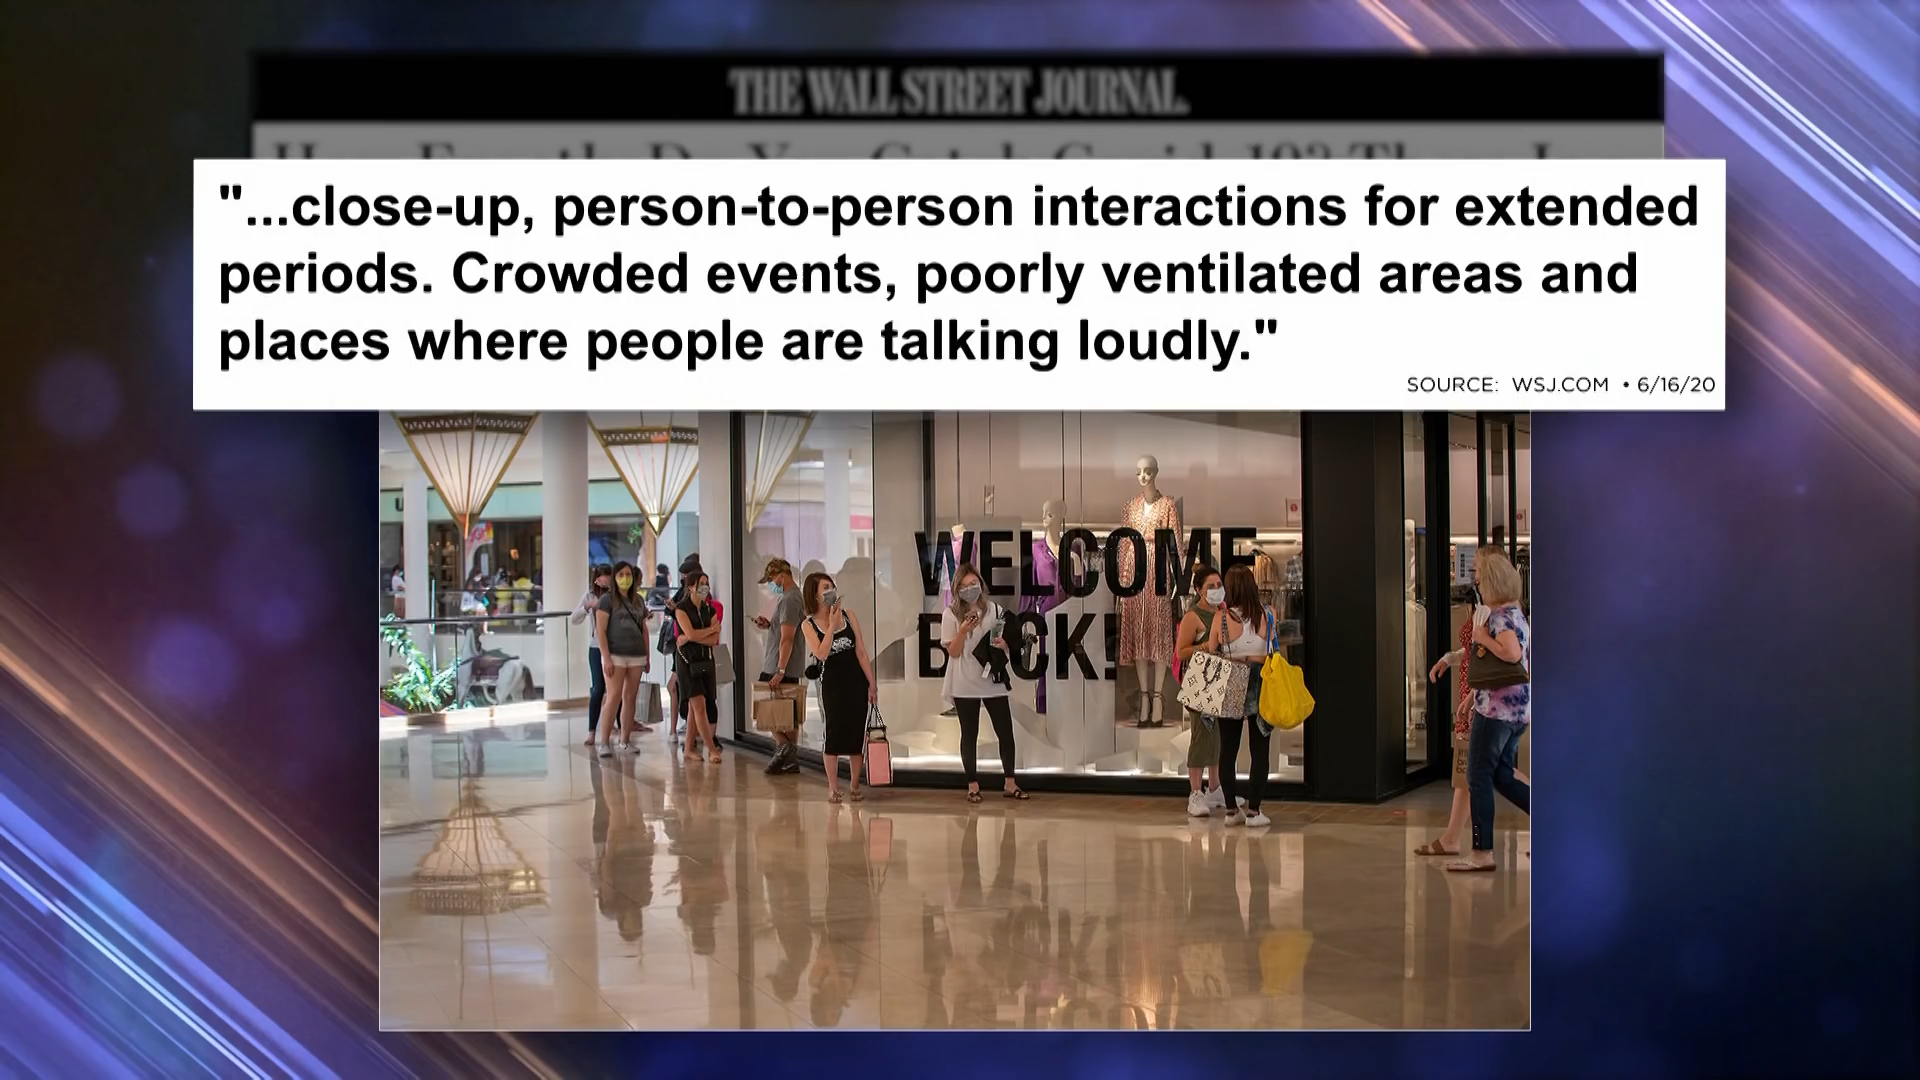 THE WALL STREET JOURNAL.
"...close-up, person-to-person interactions for extended
periods. Crowded events, poorly ventilated areas and
places where people are talking loudly."
SOURCE: WSJ.COM • 6/16/20
WELCOME
BACK!